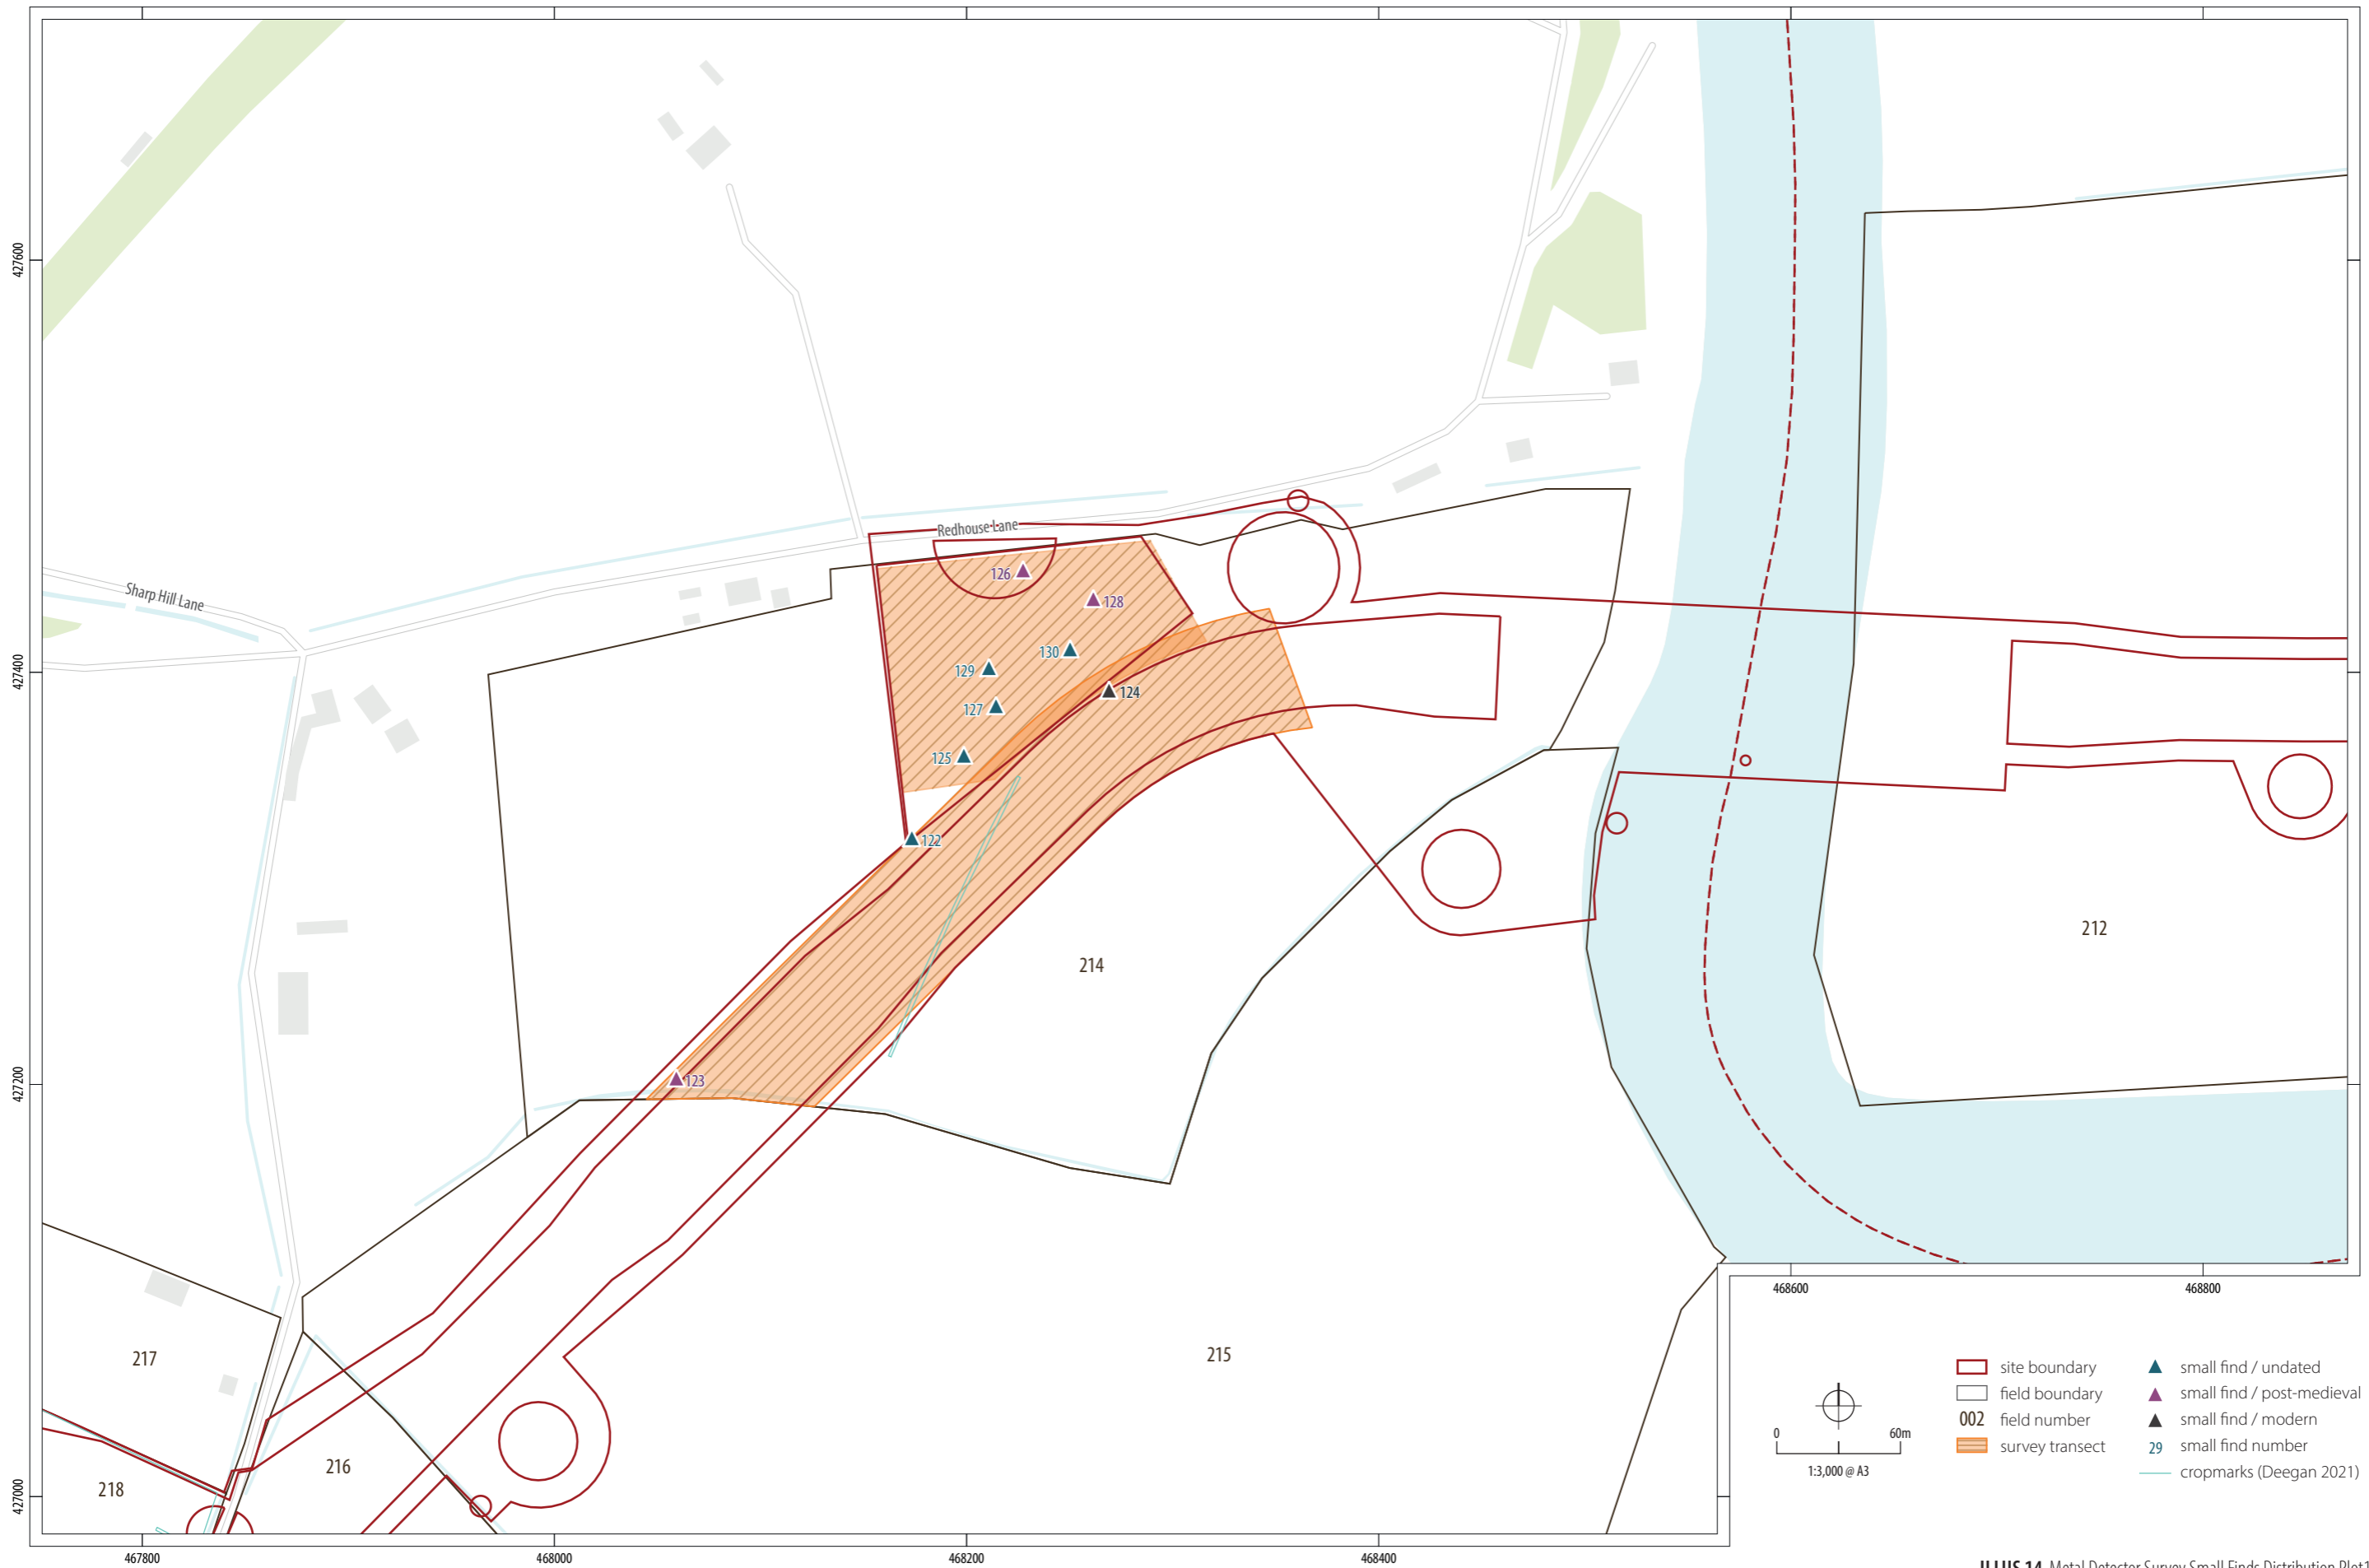 427600
427400
427200
427000
467800
468000
468200
468400
468600
468800
Sharp Hill Lane
Redhouse Lane
126
128
130
129
124
127
125
122
123
212
214
215
217
216
218
0 60m
1:3,000 @ A3
site boundary
field boundary
002 field number
survey transect
small find / undated
small find / post-medieval
small find / modern
29 small find number
cropmarks (Deegan 2021)
ILLUS 14 Metal Detector Survey Small Finds Distribution Plot1